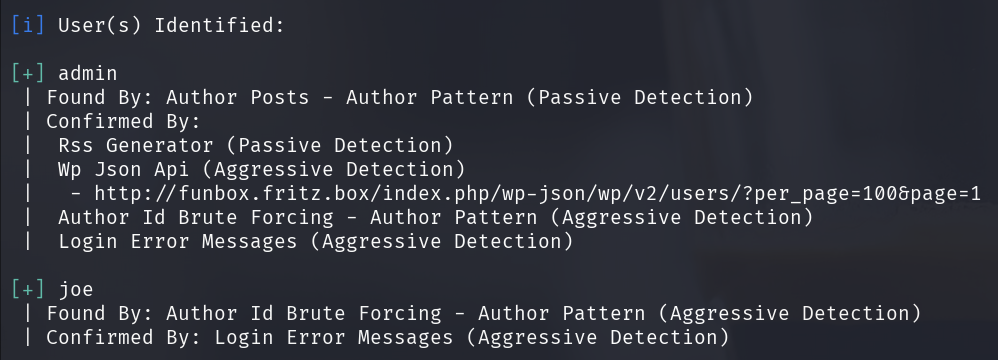 [i] User(s) Identified:
[+] admin
| Found By: Author Posts - Author Pattern (Passive Detection)
| Confirmed By:
|  Rss Generator (Passive Detection)
|  Wp Json Api (Aggressive Detection)
|   - http://funbox.fritz.box/index.php/wp-json/wp/v2/users/?per_page=100&page=1
|  Author Id Brute Forcing - Author Pattern (Aggressive Detection)
|  Login Error Messages (Aggressive Detection)
[+] joe
| Found By: Author Id Brute Forcing - Author Pattern (Aggressive Detection)
| Confirmed By: Login Error Messages (Aggressive Detection)